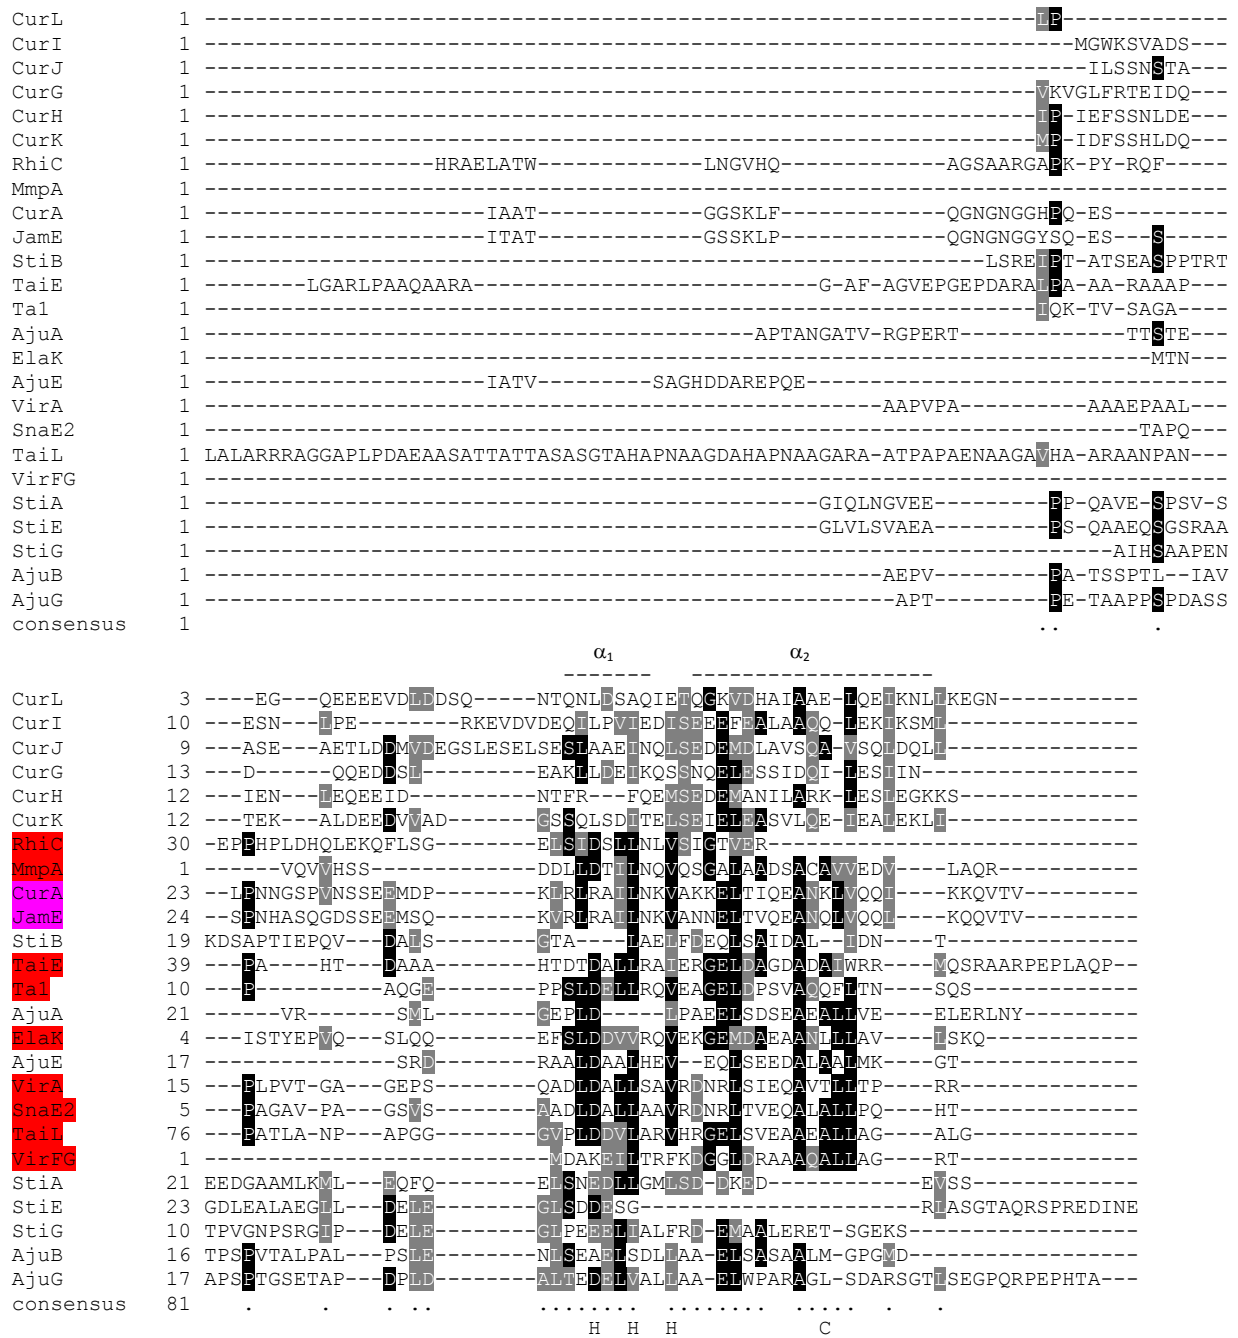 CurL 1 -----------------------------------------------------------------LP-------------
CurI 1 --------------------------------------------------------------------MGWKSVADS---
CurJ 1 ---------------------------------------------------------------------ILSSNSTA---
CurG 1 -----------------------------------------------------------------VKVGLFRTEIDQ---
CurH 1 -----------------------------------------------------------------IP-IEFSSNLDE---
CurK 1 -----------------------------------------------------------------MP-IDFSSHLDQ---
RhiC 1 ------------------HRAELATW-------------LNGVHQ-------------AGSAARGAPK-PY-RQF-----
MmpA 1 --------------------------------------------------------------------------------
CurA 1 ----------------------IAAT-------------GGSKLF-------------QGNGNGGHPQ-ES---------
JamE 1 ----------------------ITAT-------------GSSKLP-------------QGNGNGGYSQ-ES---S-----
StiB 1 -------------------------------------------------------------LSREIPT-ATSEASPPTRT
TaiE 1 --------LGARLPAAQAARA---------------------------G-AF-AGVEPGEPDARALPA-AA-RAAAP---
Ta1 1 -----------------------------------------------------------------IQK-TV-SAGA----
AjuA 1 -------------------------------------------APTANGATV-RGPERT-------------TTSTE---
ElaK 1 --------------------------------------------------------------------------MTN---
AjuE 1 ----------------------IATV---------SAGHDDAREPQE---------------------------------
VirA 1 -----------------------------------------------------AAPVPA----------AAAEPAAL---
SnaE2 1 -------------------------------------------------------------------------TAPQ---
TaiL 1 LALARRRAGGAPLPDAEAASATTATTASASGTAHAPNAAGDAHAPNAAGARA-ATPAPAENAAGAVHA-ARAANPAN---
VirFG 1 --------------------------------------------------------------------------------
StiA 1 ------------------------------------------------GIQLNGVEE---------PP-QAVE-SPSV-S
StiE 1 ------------------------------------------------GLVLSVAEA---------PS-QAAEQSGSRAA
StiG 1 -----------------------------------------------------------------------AIHSAAPEN
AjuB 1 -----------------------------------------------------AEPV---------PA-TSSPTL--IAV
AjuG 1 ------------------------------------------------------APT---------PE-TAAPPSPDASS
consensus 1 .. .
α1 α2
------- -------------------
CurL 3 ----EG---QEEEEVDLDDSQ------NTQNLDSAQIETQGKVDHAIAAE-LQEIKNLLKEGN----------
CurI 10 ---ESN---LPE--------RKEVDVDEQILPVIEDISEEEFEALAAQQ-LEKIKSML---------------
CurJ 9 ---ASE---AETLDDMVDEGSLESELSESLAAEINQLSEDEMDLAVSQA-VSQLDQLL---------------
CurG 13 ---D------QQEDDSL---------EAKLLDEIKQSSNQELESSIDQI-LESIIN-----------------
CurH 12 ---IEN---LEQEEID----------NTFR---FQEMSEDEMANILARK-LESLEGKKS--------------
CurK 12 ---TEK---ALDEEDVVAD-------GSSQLSDITELSEIELEASVLQE-IEALEKLI---------------
RhiC 30 -EPPHPLDHQLEKQFLSG-------ELSIDSLLNLVSIGTVER-----------------------------
MmpA 1 ------VQVVHSS-------------DDLLDTILNQVQSGALAADSACAVVEDV-----LAQR----------
CurA 23 --LPNNGSPVNSSEEMDP--------KLRLRAILNKVAKKELTIQEANKLVQQI-----KKQVTV--------
JamE 24 --SPNHASQGDSSEEMSQ--------KVRLRAILNKVANNELTVQEANQLVQQL-----KQQVTV--------
StiB 19 KDSAPTIEPQV---DALS--------GTA----LAELFDEQLSAIDAL--IDN-----T--------------
TaiE 39 ---PA---HT---DAAA--------HTDTDALLRAIERGELDAGDADAIWRR-----MQSRAARPEPLAQP--
Ta1 10 ---P----------AQGE--------PPSLDELLRQVEAGELDPSVAQQFLTN----SQS-------------
AjuA 21 ------VR-------SML--------GEPLD-----LPAEELSDSEAEALLVE----ELERLNY---------
ElaK 4 ---ISTYEPVQ---SLQQ--------EFSLDDVVRQVEKGEMDAEAANLLLAV----LSKQ------------
AjuE 17 ---------------SRD--------RAALDAALHEV--EQLSEEDALAALMK----GT--------------
VirA 15 ---PLPVT-GA---GEPS--------QADLDALLSAVRDNRLSIEQAVTLLTP----RR--------------
SnaE2 5 ---PAGAV-PA---GSVS--------AADLDALLAAVRDNRLTVEQALALLPQ----HT--------------
TaiL 76 ---PATLA-NP---APGG--------GVPLDDVLARVHRGELSVEAAEALLAG----ALG-------------
VirFG 1 ---------------------------MDAKEILTRFKDGGLDRAAAQALLAG-----RT-------------
StiA 21 EEDGAAMLKML---EQFQ--------ELSNEDLLGMLSD-DKED------------EVSS-------------
StiE 23 GDLEALAEGLL---DELE--------GLSDDESG----------------------RLASGTAQRSPREDINE
StiG 10 TPVGNPSRGIP---DELE--------GLPEEELIALFRD-EMAALERET-SGEKS------------------
AjuB 16 TPSPVTALPAL---PSLE--------NLSEAELSDLLAA-ELSASAALM-GPGMD------------------
AjuG 17 APSPTGSETAP---DPLD--------ALTEDELVALLAA-ELWPARAGL-SDARSGTLSEGPQRPEPHTA---
consensus 81 . . . .. ........ ........ ..... . .
H H H C